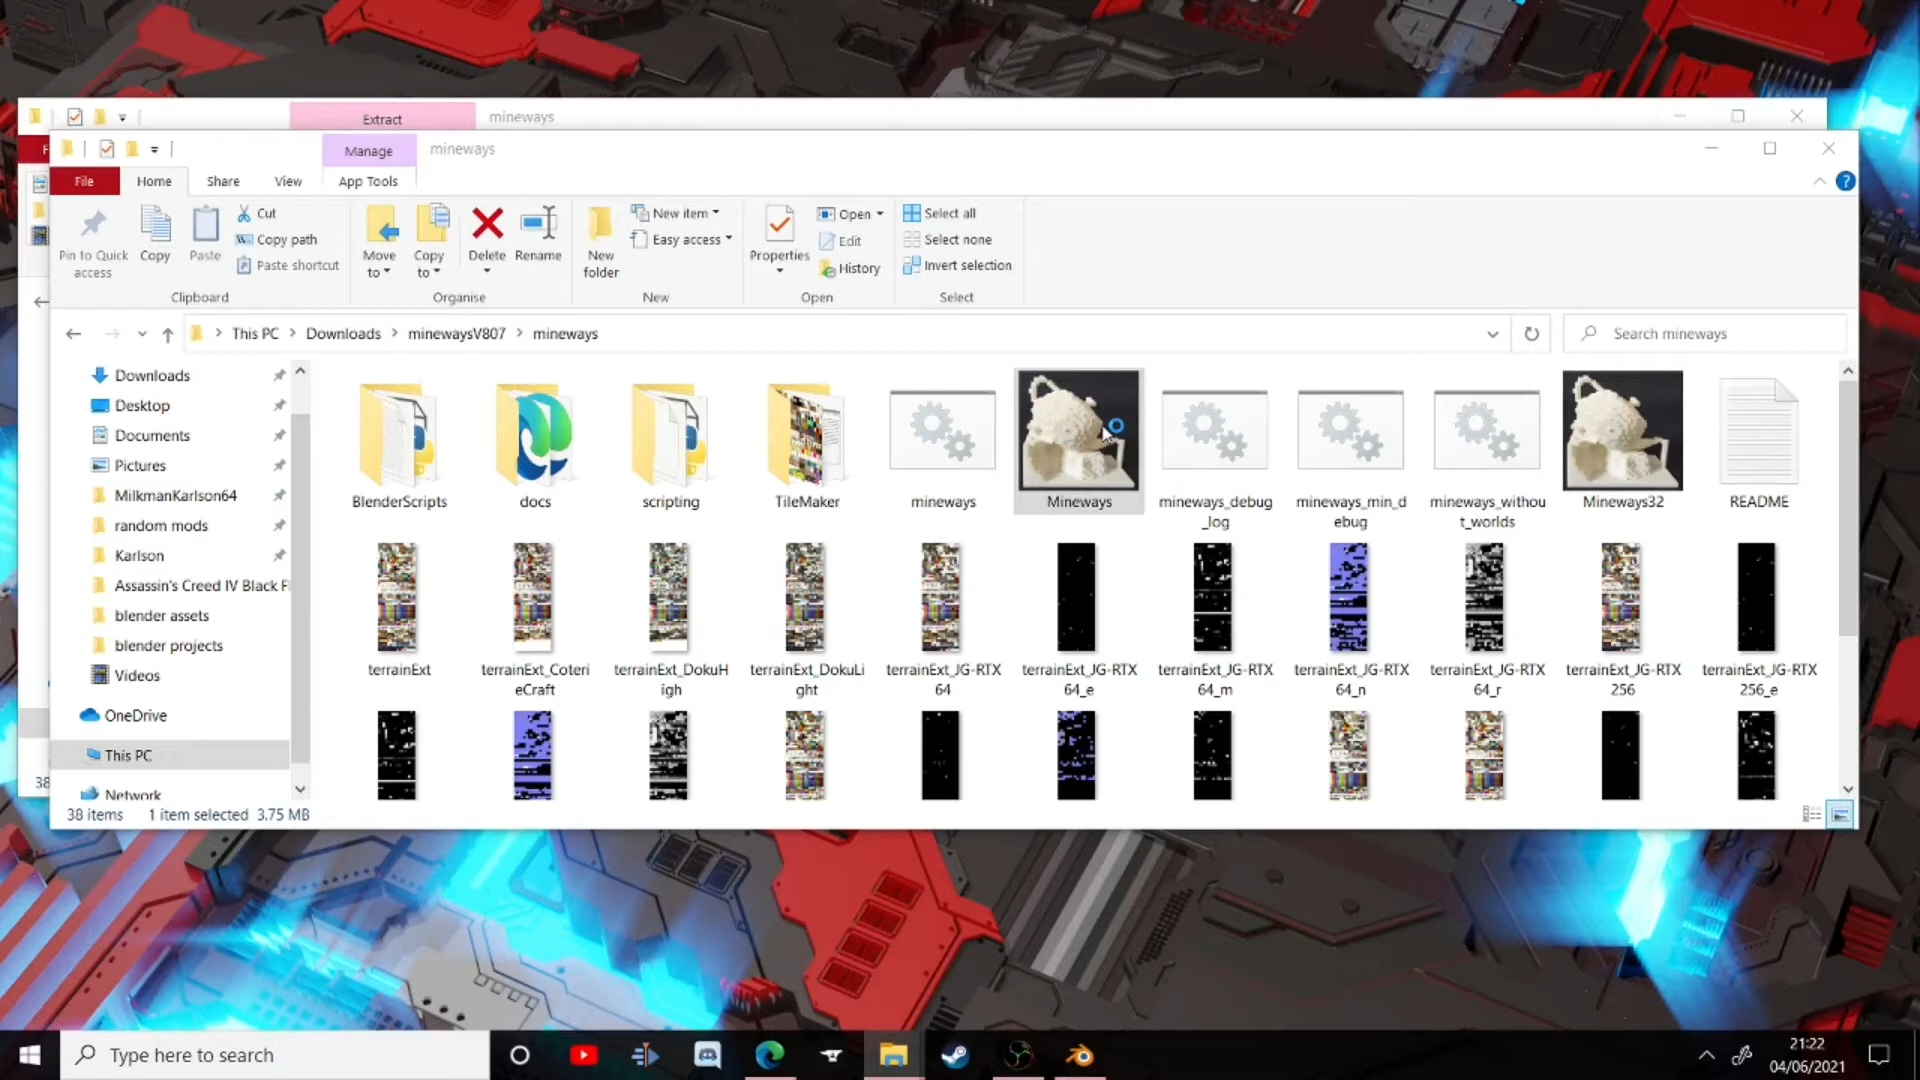 Extract
mineways
Manage
mineways
File
Home
Share
View
App Tools
Pin to Quick
access
Copy
Paste
Cut
Copy path
Paste shortcut
Clipboard
Move
to
Copy
to
Delete
Rename
Organise
New
folder
New item
Easy access
New
Properties
Open
Edit
History
Open
Select all
Select none
Invert selection
Select
This PC > Downloads > minewaysV807 > mineways
Search mineways
Downloads
Desktop
Documents
Pictures
MilkmanKarlson64
random mods
Karlson
Assassin's Creed IV Black Fl
blender assets
blender projects
Videos
OneDrive
This PC
Network
BlenderScripts
docs
scripting
TileMaker
mineways
Mineways
mineways_debug
_log
mineways_min_d
ebug
mineways_withou
t_worlds
Mineways32
README
terrainExt
terrainExt_Coteri
eCraft
terrainExt_DokuH
igh
terrainExt_DokuLi
ght
terrainExt_JG-RTX
64
terrainExt_JG-RTX
64_e
terrainExt_JG-RTX
64_m
terrainExt_JG-RTX
64_n
terrainExt_JG-RTX
64_r
terrainExt_JG-RTX
256
terrainExt_JG-RTX
256_e
38
38 items 1 item selected 3.75 MB
Type here to search
21:22
04/06/2021